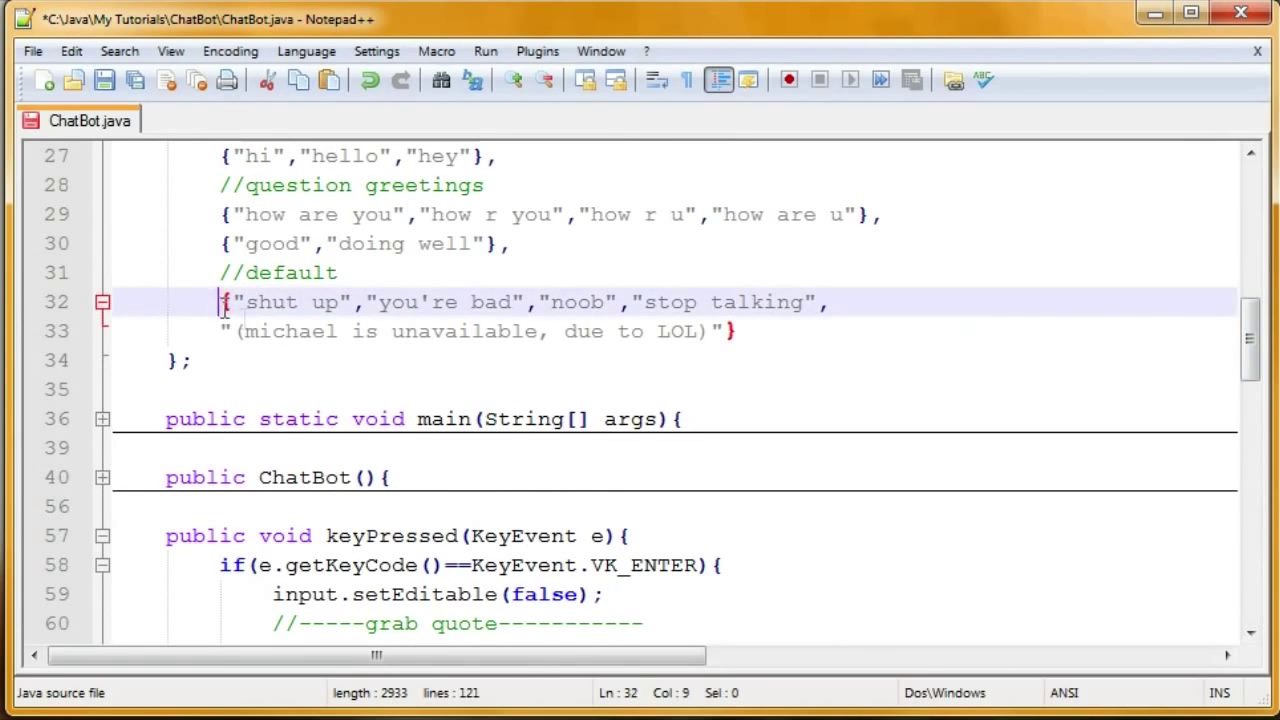 *C:\Java\My Tutorials\ChatBot\ChatBot.java - Notepad++
File Edit Search View Encoding Language Settings Macro Run Plugins Window ? X
ChatBot.java
27 {"hi","hello","hey"},
28 //question greetings
29 {"how are you","how r you","how r u","how are u"},
30 {"good","doing well"},
31 //default
32 {"shut up","you're bad","noob","stop talking",
33 "(michael is unavailable, due to LOL)"}
34 };
35
36 public static void main(String[] args){
39
40 public ChatBot(){
56
57 public void keyPressed(KeyEvent e){
58 if(e.getKeyCode()==KeyEvent.VK_ENTER){
59 input.setEditable(false);
60 //-----grab quote-----------
Java source file length : 2933 lines : 121 Ln : 32 Col : 9 Sel : 0 Dos\Windows ANSI INS